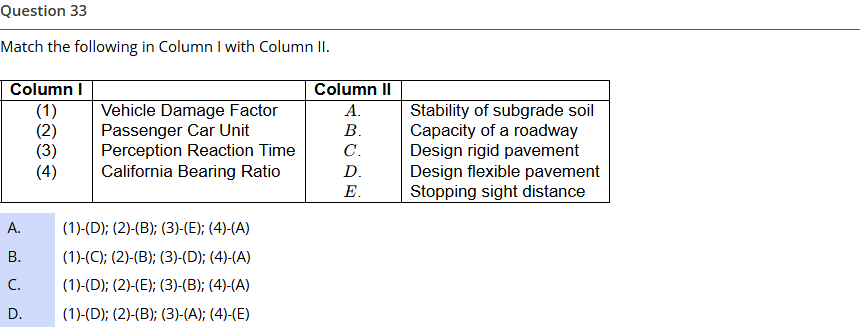 Question 33
Match the following in Column I with Column II.
Column I Column II
(1) Vehicle Damage Factor A. Stability of subgrade soil
(2) Passenger Car Unit B. Capacity of a roadway
(3) Perception Reaction Time C. Design rigid pavement
(4) California Bearing Ratio D. Design flexible pavement
E. Stopping sight distance
A. (1)-(D); (2)-(B); (3)-(E); (4)-(A)
B. (1)-(C); (2)-(B); (3)-(D); (4)-(A)
C. (1)-(D); (2)-(E); (3)-(B); (4)-(A)
D. (1)-(D); (2)-(B); (3)-(A); (4)-(E)